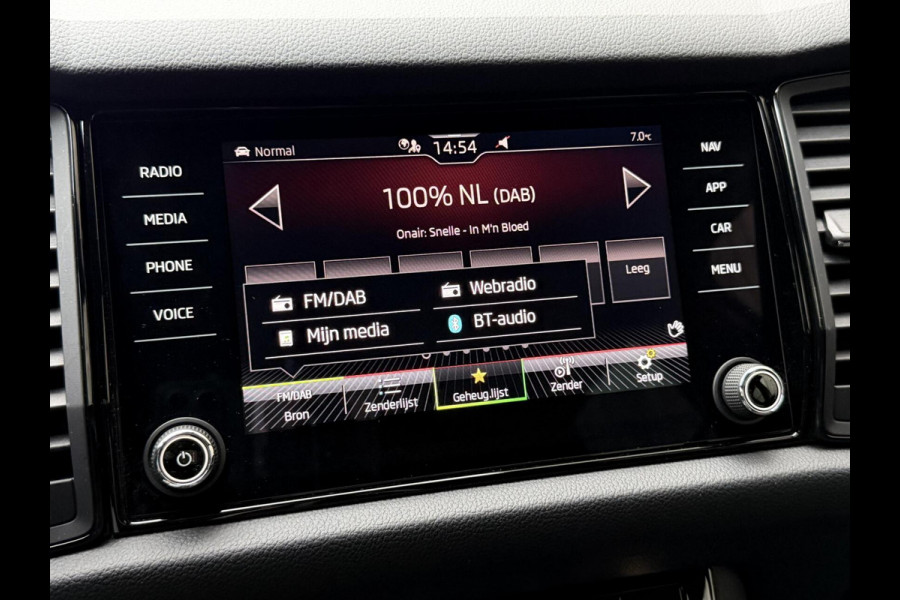 RADIO
MEDIA
PHONE
VOICE
Normal
14:54
7.0°C
100% NL (DAB)
Onair: Snelle - In M'n Bloed
Leeg
FM/DAB
Webradio
Mijn media
BT-audio
FM/DAB
Bron
Zenderlijst
Geheug.lijst
Zender
Setup
NAV
APP
CAR
MENU